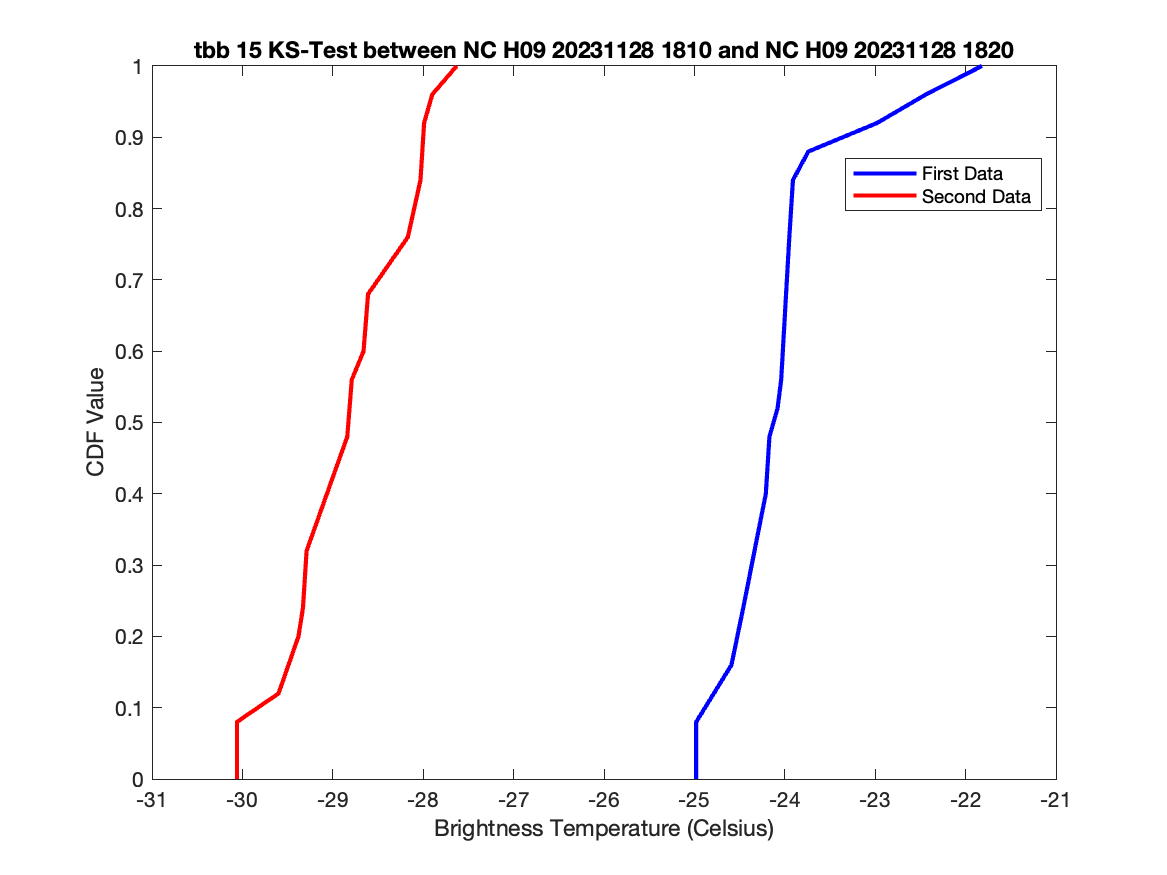 tbb 15 KS-Test between NC H09 20231128 1810 and NC H09 20231128 1820
1
0.9
0.8
0.7
0.6
0.5
0.4
0.3
0.2
0.1
0
CDF Value
First Data
Second Data
-31 -30 -29 -28 -27 -26 -25 -24 -23 -22 -21
Brightness Temperature (Celsius)